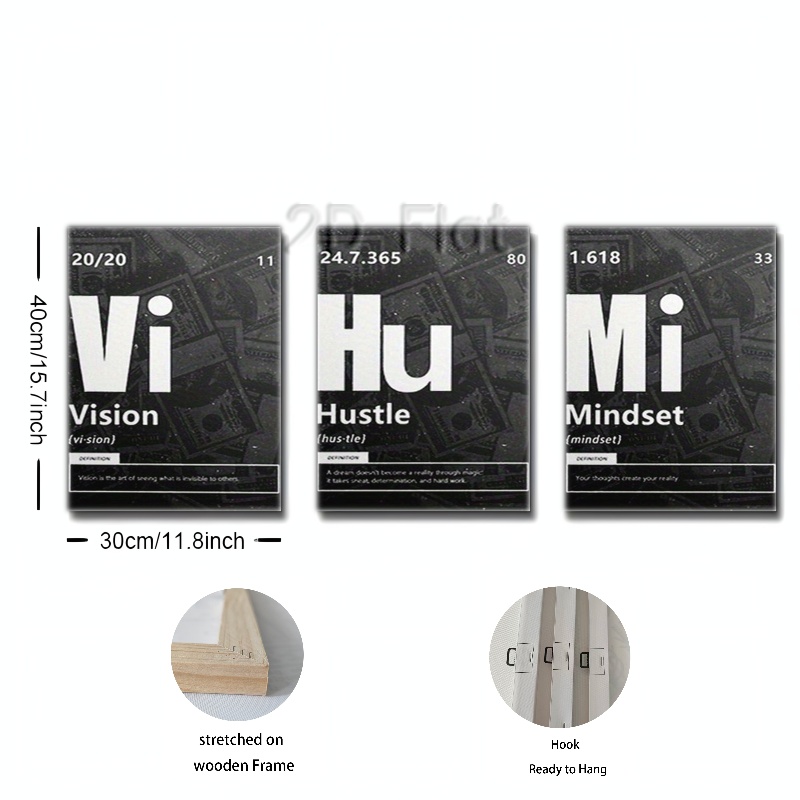 2D Flat
20/20 11
Vi
Vision
{vi·sion}
DEFINITION
Vision is the art of seeing what is invisible to others.
24.7.365 80
Hu
Hustle
{hus·tle}
DEFINITION
A dream doesn't become a reality through magic;
it takes sweat, determination, and hard work.
1.618 33
Mi
Mindset
{mindset}
DEFINITION
Your thoughts create your reality
40cm/15.7inch
30cm/11.8inch
stretched on
wooden Frame
Hook
Ready to Hang